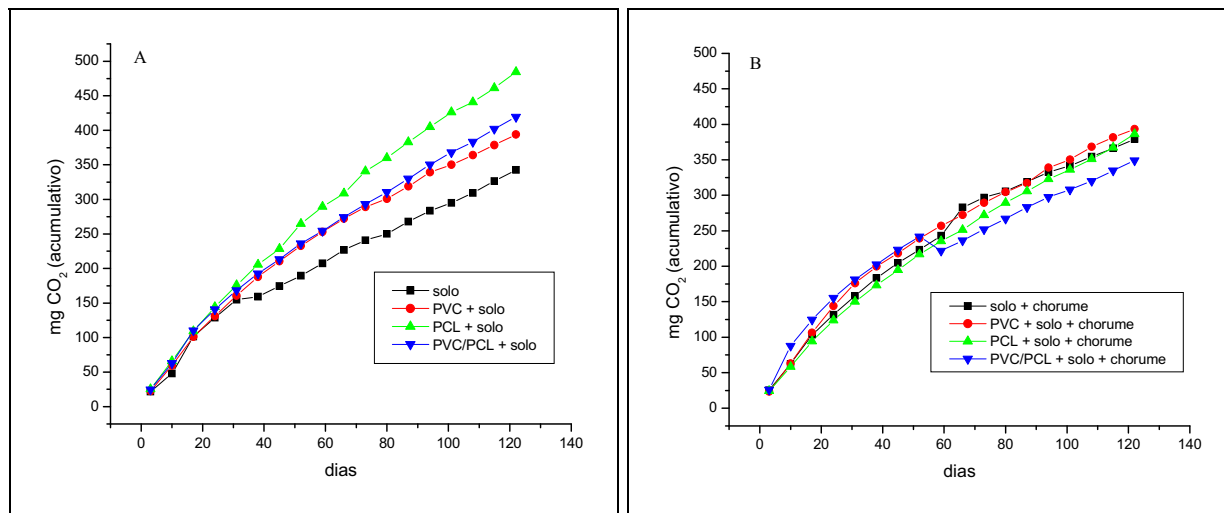 A
mg CO2 (acumulativo)
500
450
400
350
300
250
200
150
100
50
0
solo
PVC + solo
PCL + solo
PVC/PCL + solo
0 20 40 60 80 100 120 140
dias
B
mg CO2 (acumulativo)
500
450
400
350
300
250
200
150
100
50
0
solo + chorume
PVC + solo + chorume
PCL + solo + chorume
PVC/PCL + solo + chorume
0 20 40 60 80 100 120 140
dias